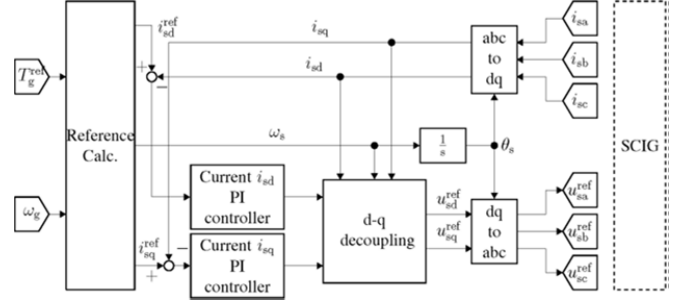 i_sd^ref
i_sq
abc
to
dq
i_sa
i_sb
i_sc
+
−
i_sd
T_g^ref
Reference
Calc.
ω_s
1/s
θ_s
SCIG
Current i_sd
PI
controller
d-q
decoupling
u_sd^ref
u_sq^ref
dq
to
abc
u_sa^ref
u_sb^ref
u_sc^ref
ω_g
i_sq^ref
−
+
Current i_sq
PI
controller